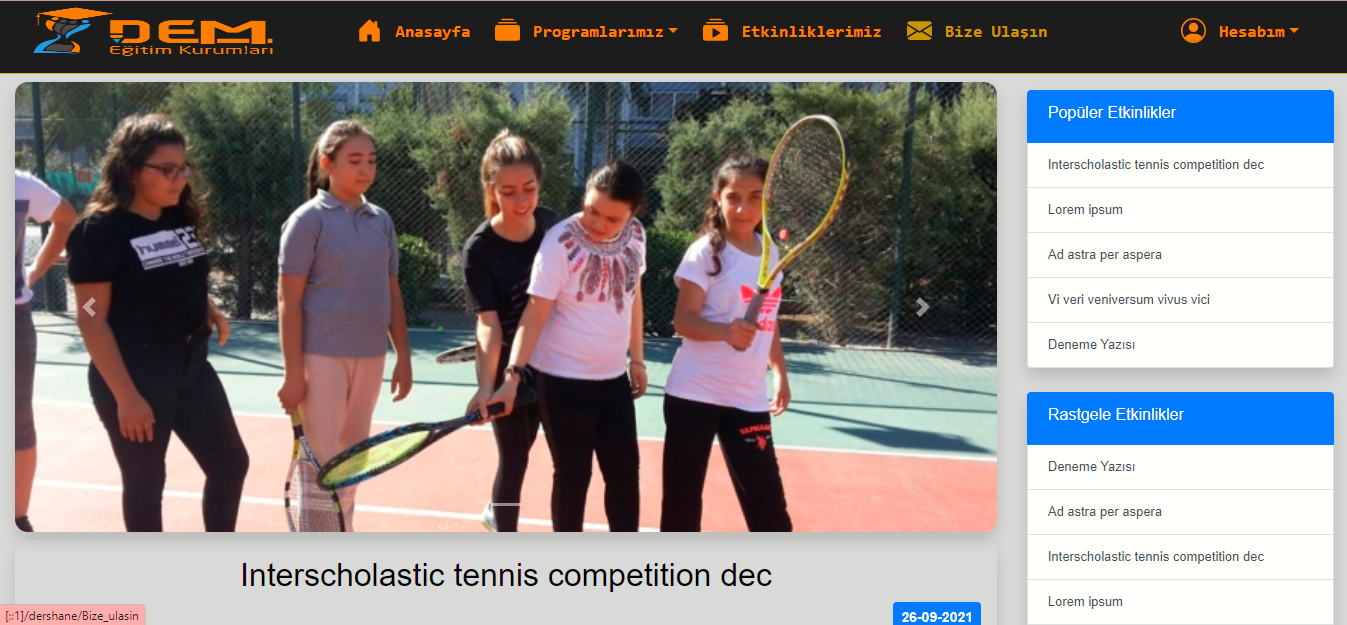 DEM.
Eğitim Kurumları
Anasayfa
Programlarımız
Etkinliklerimiz
Bize Ulaşın
Hesabım
hummel
Popüler Etkinlikler
Interscholastic tennis competition dec
Lorem ipsum
Ad astra per aspera
Vi veri veniversum vivus vici
Deneme Yazısı
Rastgele Etkinlikler
Deneme Yazısı
Ad astra per aspera
Interscholastic tennis competition dec
Lorem ipsum
Interscholastic tennis competition dec
26-09-2021
[::1]/dershane/Bize_ulasin